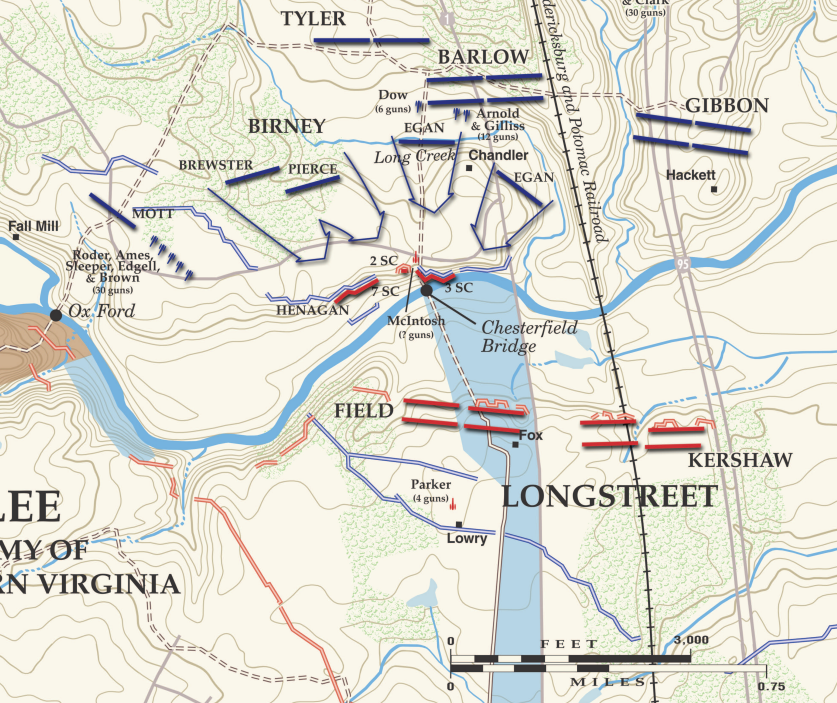 & Clark
(30 guns)
TYLER
1
dericksburg and Potomac Railroad
BARLOW
Dow
(6 guns)
Arnold
& Gilliss
(12 guns)
GIBBON
BIRNEY
EGAN
Long Creek
Chandler
BREWSTER
PIERCE
EGAN
Hackett
MOTT
Fall Mill
Roder, Ames,
Sleeper, Edgell,
& Brown
(30 guns)
2 SC
95
7 SC
3 SC
HENAGAN
Ox Ford
McIntosh
(? guns)
Chesterfield
Bridge
FIELD
Fox
KERSHAW
Parker
(4 guns)
LONGSTREET
LEE
Lowry
MY OF
RN VIRGINIA
0 FEET 3,000
0 MILES 0.75